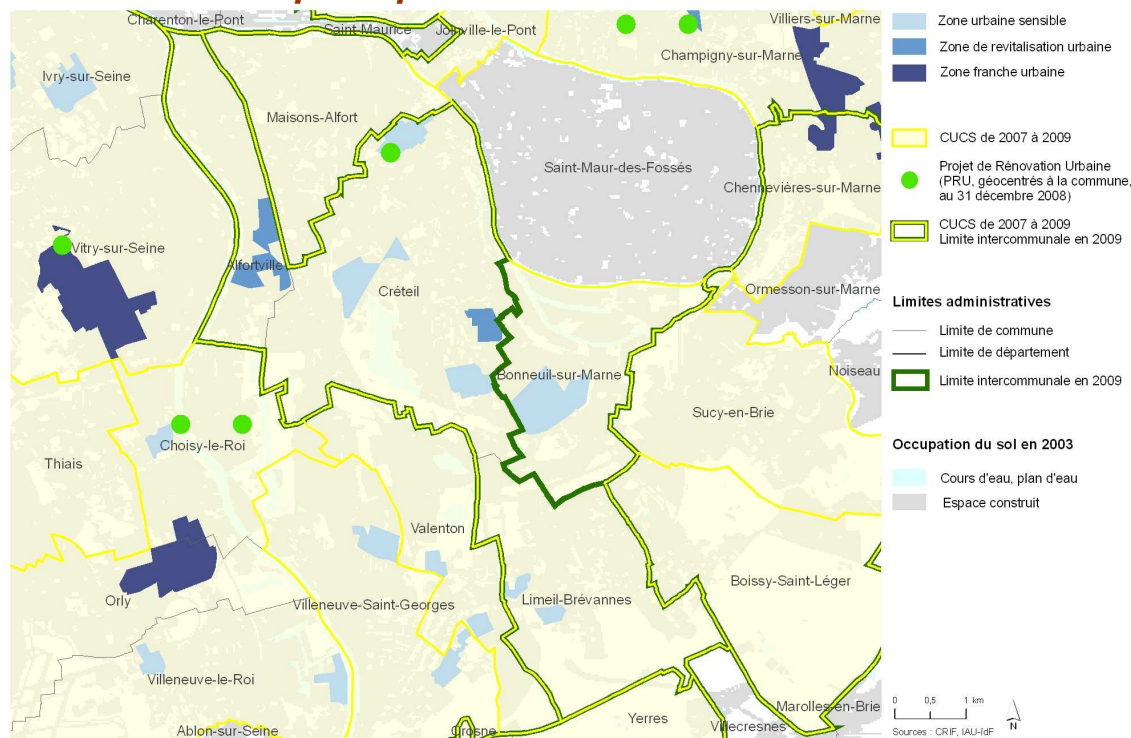 Charenton-le-Pont
Saint Maurice
Joinville-le-Pont
Villiers-sur-Marne
Champigny-sur-Marne
Ivry-sur-Seine
Maisons-Alfort
Saint-Maur-des-Fossés
Chennevières-sur-Marne
Vitry-sur-Seine
Alfortville
Créteil
Ormesson-sur-Marne
Bonneuil-sur-Marne
Noiseau
Sucy-en-Brie
Choisy-le-Roi
Thiais
Valenton
Boissy-Saint-Léger
Orly
Villeneuve-Saint-Georges
Limeil-Brévannes
Villeneuve-le-Roi
Marolles-en-Brie
Yerres
Villecresnes
Ablon-sur-Seine
Crosne
Zone urbaine sensible
Zone de revitalisation urbaine
Zone franche urbaine
CUCS de 2007 à 2009
Projet de Rénovation Urbaine
(PRU, géocentrés à la commune,
au 31 décembre 2008)
CUCS de 2007 à 2009
Limite intercommunale en 2009
Limites administratives
Limite de commune
Limite de département
Limite intercommunale en 2009
Occupation du sol en 2003
Cours d'eau, plan d'eau
Espace construit
0 0,5 1 km
N
Sources : CRIF, IAU-îdF